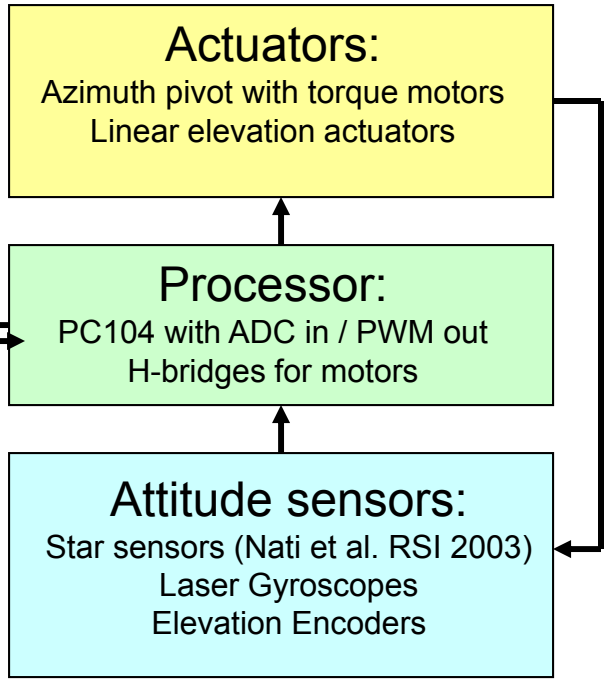 Actuators:
Azimuth pivot with torque motors
Linear elevation actuators
Processor:
PC104 with ADC in / PWM out
H-bridges for motors
Attitude sensors:
Star sensors (Nati et al. RSI 2003)
Laser Gyroscopes
Elevation Encoders